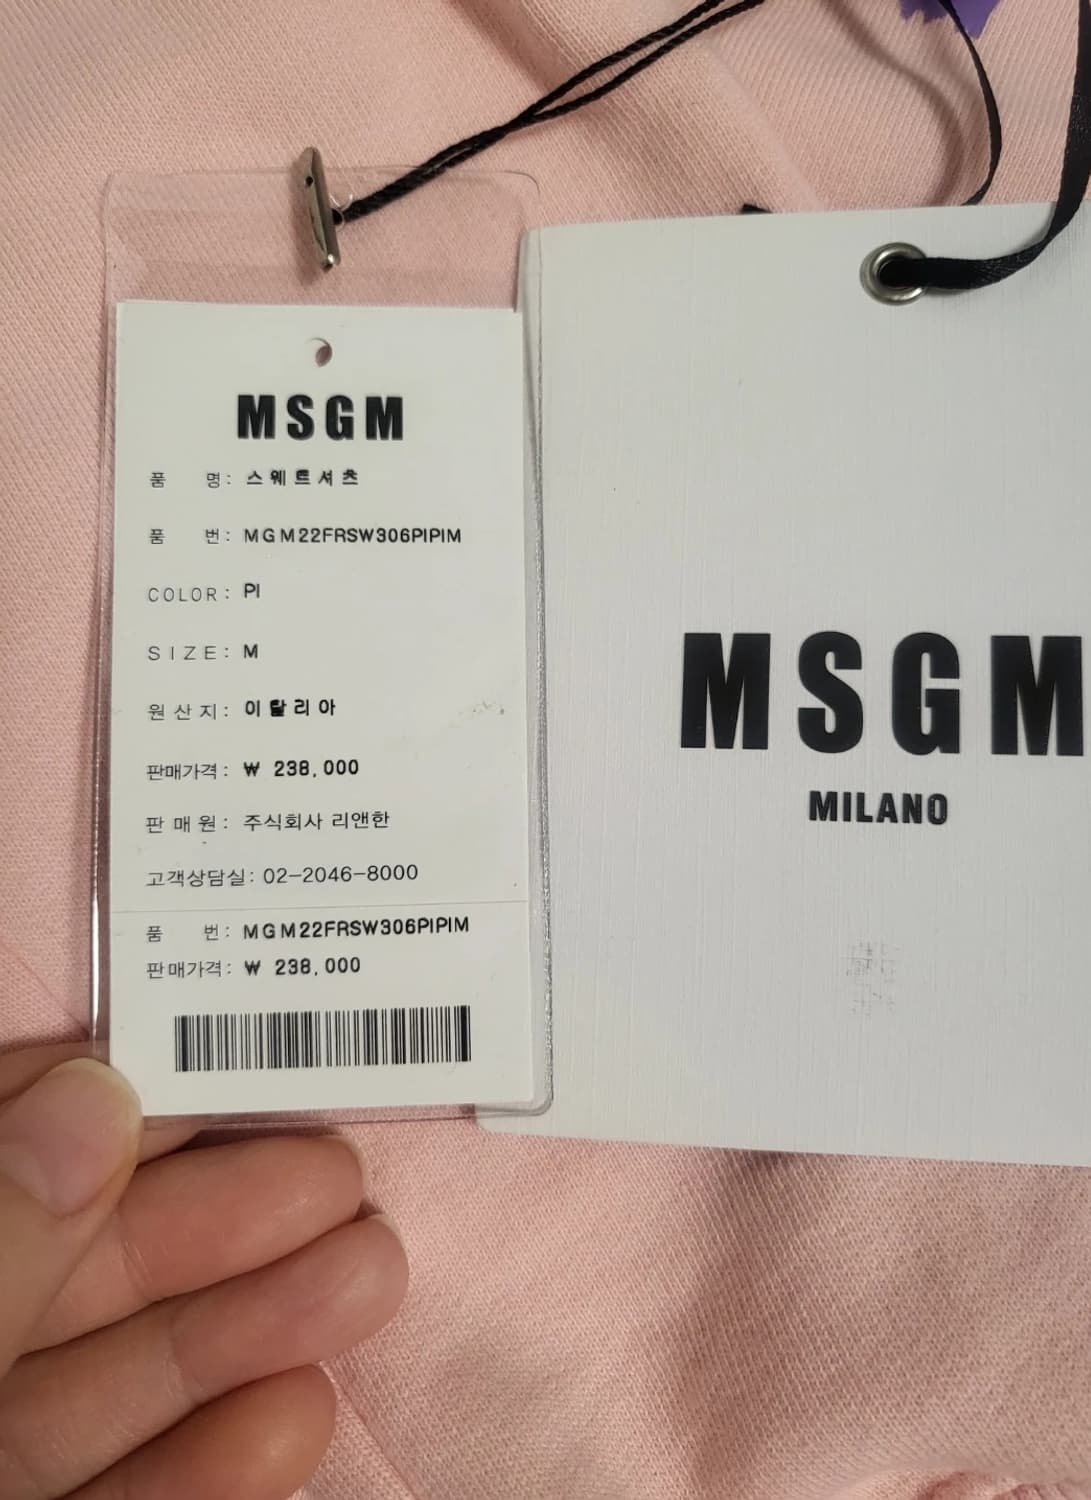 MSGM
품 명: 스웨트셔츠
품 번: MGM22FRSW306PIPIM
COLOR: PI
SIZE: M
원산지: 이탈리아
판매가격: ₩ 238,000
판매원: 주식회사 리앤한
고객상담실: 02-2046-8000
품 번: MGM22FRSW306PIPIM
판매가격: ₩ 238,000
MSGM
MILANO